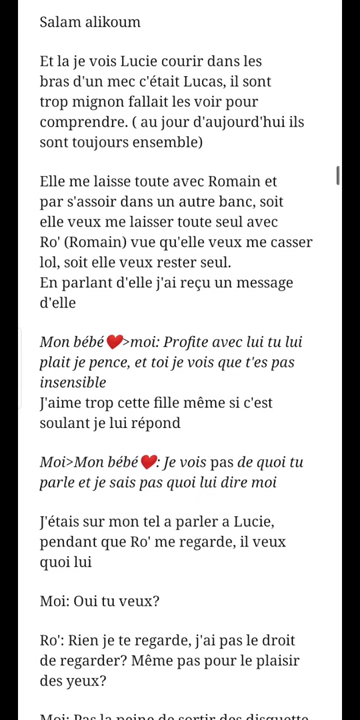 Salam alikoum
Et la je vois Lucie courir dans les
bras d'un mec c'était Lucas, il sont
trop mignon fallait les voir pour
comprendre. ( au jour d'aujourd'hui ils
sont toujours ensemble)
Elle me laisse toute avec Romain et
par s'assoir dans un autre banc, soit
elle veux me laisser toute seul avec
Ro' (Romain) vue qu'elle veux me casser
lol, soit elle veux rester seul.
En parlant d'elle j'ai reçu un message
d'elle
Mon bébé❤>moi: Profite avec lui tu lui
plait je pence, et toi je vois que t'es pas
insensible
J'aime trop cette fille même si c'est
soulant je lui répond
Moi>Mon bébé❤: Je vois pas de quoi tu
parle et je sais pas quoi lui dire moi
J'étais sur mon tel a parler a Lucie,
pendant que Ro' me regarde, il veux
quoi lui
Moi: Oui tu veux?
Ro': Rien je te regarde, j'ai pas le droit
de regarder? Même pas pour le plaisir
des yeux?
Moi: Pas la peine de sortir des disquette